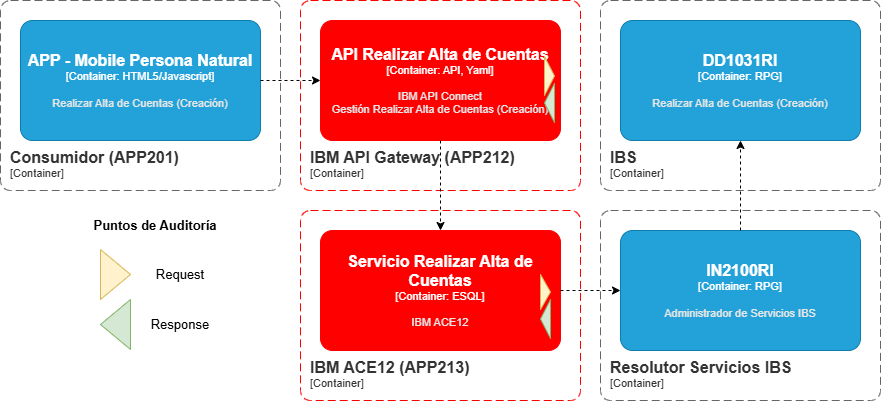 APP - Mobile Persona Natural
[Container: HTML5/Javascript]
Realizar Alta de Cuentas (Creación)
Consumidor (APP201)
[Container]
API Realizar Alta de Cuentas
[Container: API, Yaml]
IBM API Connect
Gestión Realizar Alta de Cuentas (Creación)
IBM API Gateway (APP212)
[Container]
DD1031RI
[Container: RPG]
Realizar Alta de Cuentas (Creación)
IBS
[Container]
Puntos de Auditoría
Request
Response
Servicio Realizar Alta de
Cuentas
[Container: ESQL]
IBM ACE12
IBM ACE12 (APP213)
[Container]
IN2100RI
[Container: RPG]
Administrador de Servicios IBS
Resolutor Servicios IBS
[Container]